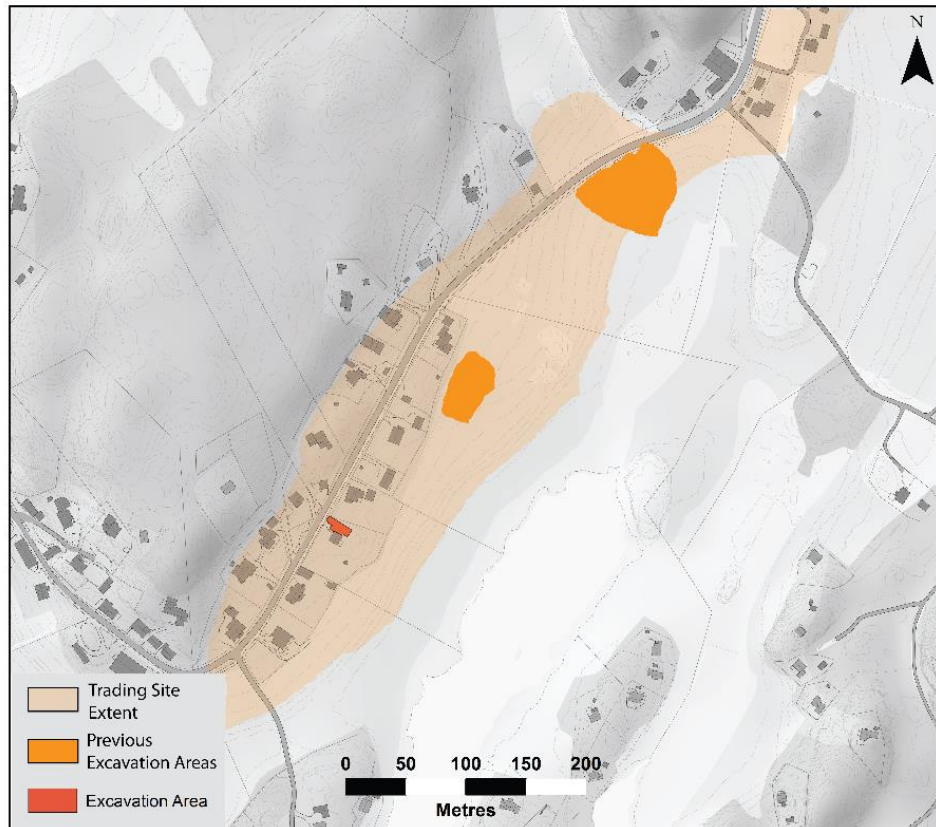 N
Trading Site
Extent
Previous
Excavation Areas
Excavation Area
0 50 100 150 200
Metres